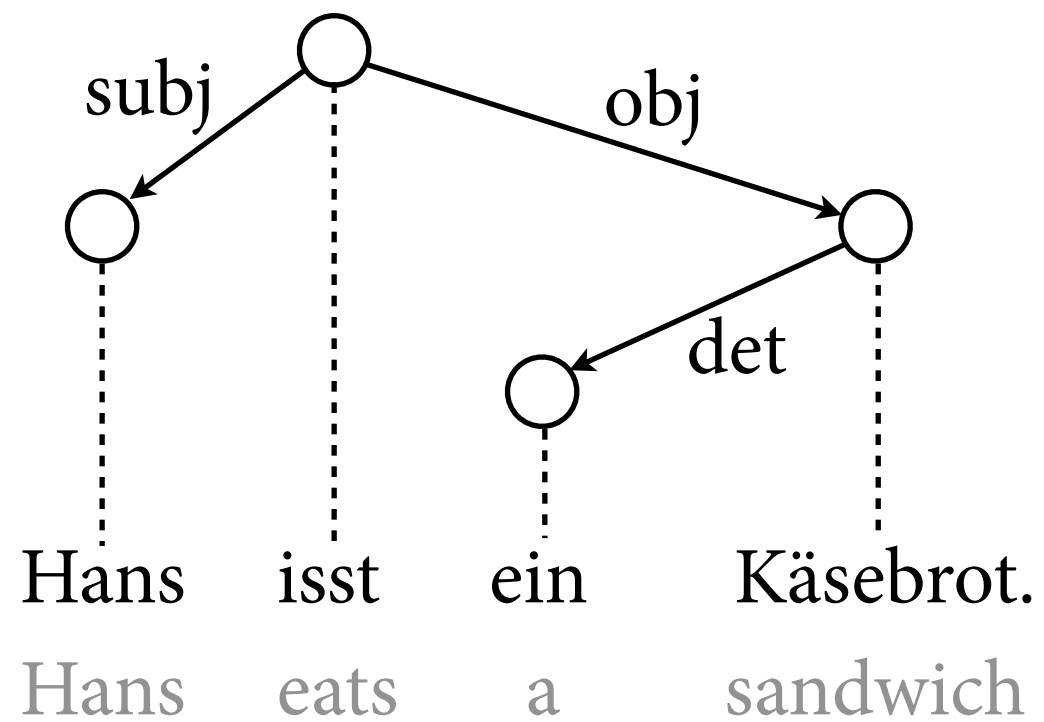 subj
obj
det
Hans isst ein Käsebrot.
Hans eats a sandwich